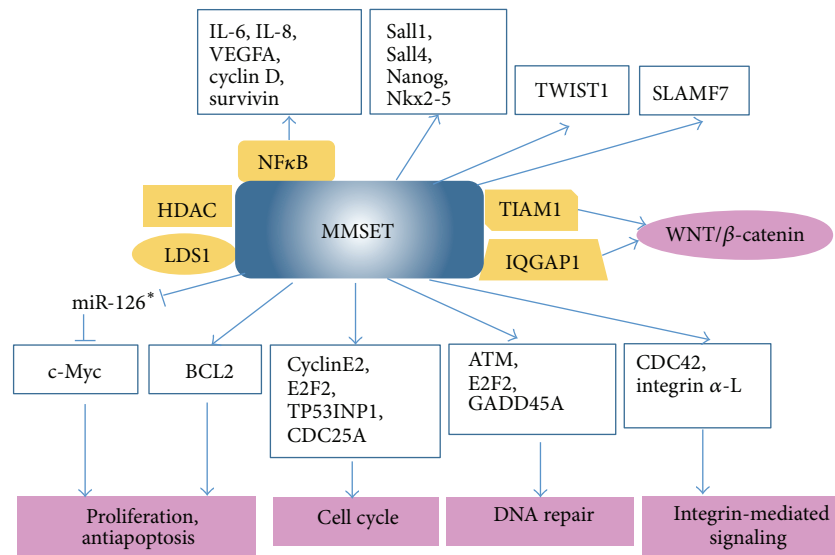 IL-6, IL-8,
VEGFA,
cyclin D,
survivin
Sall1,
Sall4,
Nanog,
Nkx2-5
TWIST1
SLAMF7
NFκB
HDAC
LDS1
MMSET
TIAM1
IQGAP1
WNT/β-catenin
miR-126*
c-Myc
BCL2
CyclinE2,
E2F2,
TP53INP1,
CDC25A
ATM,
E2F2,
GADD45A
CDC42,
integrin α-L
Proliferation,
antiapoptosis
Cell cycle
DNA repair
Integrin-mediated
signaling